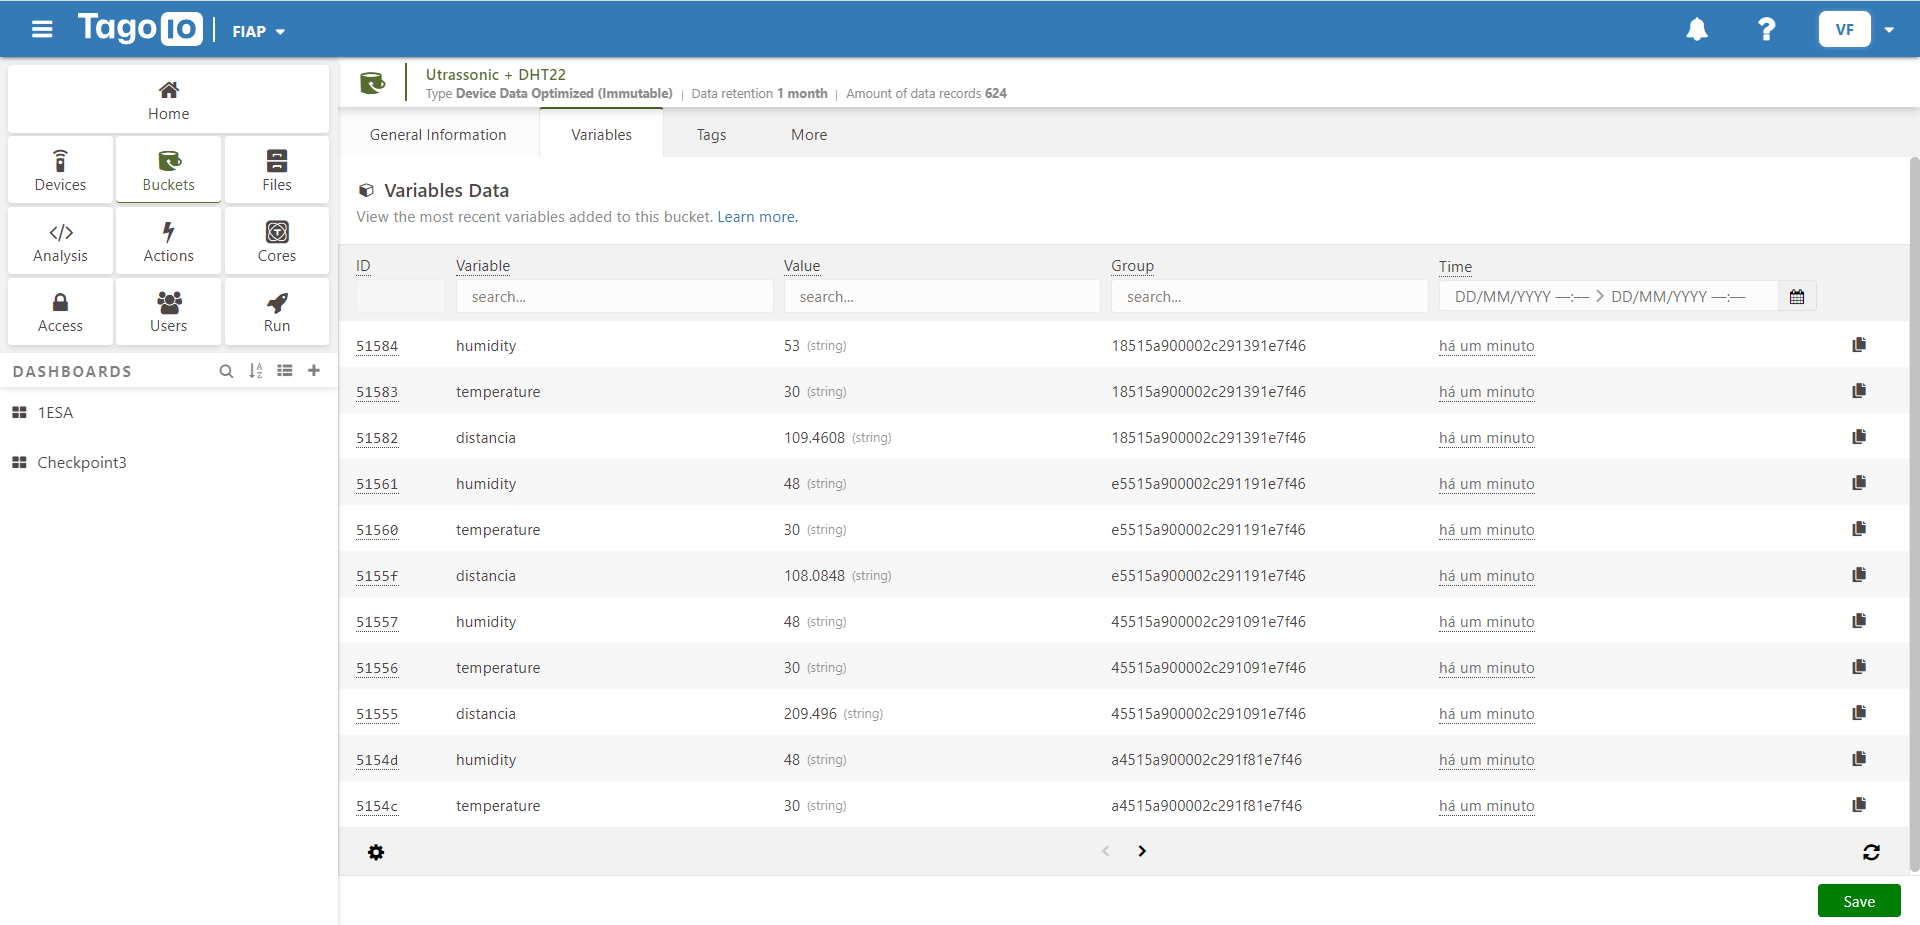 TagoIO FIAP VF
Home
Devices Buckets Files
Analysis Actions Cores
Access Users Run
DASHBOARDS
1ESA
Checkpoint3
Utrassonic + DHT22
Type Device Data Optimized (Immutable) | Data retention 1 month | Amount of data records 624
General Information Variables Tags More
Variables Data
View the most recent variables added to this bucket. Learn more.
ID Variable Value Group Time
search... search... search... DD/MM/YYYY --:-- > DD/MM/YYYY --:--
51584 humidity 53 (string) 18515a900002c291391e7f46 há um minuto
51583 temperature 30 (string) 18515a900002c291391e7f46 há um minuto
51582 distancia 109.4608 (string) 18515a900002c291391e7f46 há um minuto
51561 humidity 48 (string) e5515a900002c291191e7f46 há um minuto
51560 temperature 30 (string) e5515a900002c291191e7f46 há um minuto
5155f distancia 108.0848 (string) e5515a900002c291191e7f46 há um minuto
51557 humidity 48 (string) 45515a900002c291091e7f46 há um minuto
51556 temperature 30 (string) 45515a900002c291091e7f46 há um minuto
51555 distancia 209.496 (string) 45515a900002c291091e7f46 há um minuto
5154d humidity 48 (string) a4515a900002c291f81e7f46 há um minuto
5154c temperature 30 (string) a4515a900002c291f81e7f46 há um minuto
Save